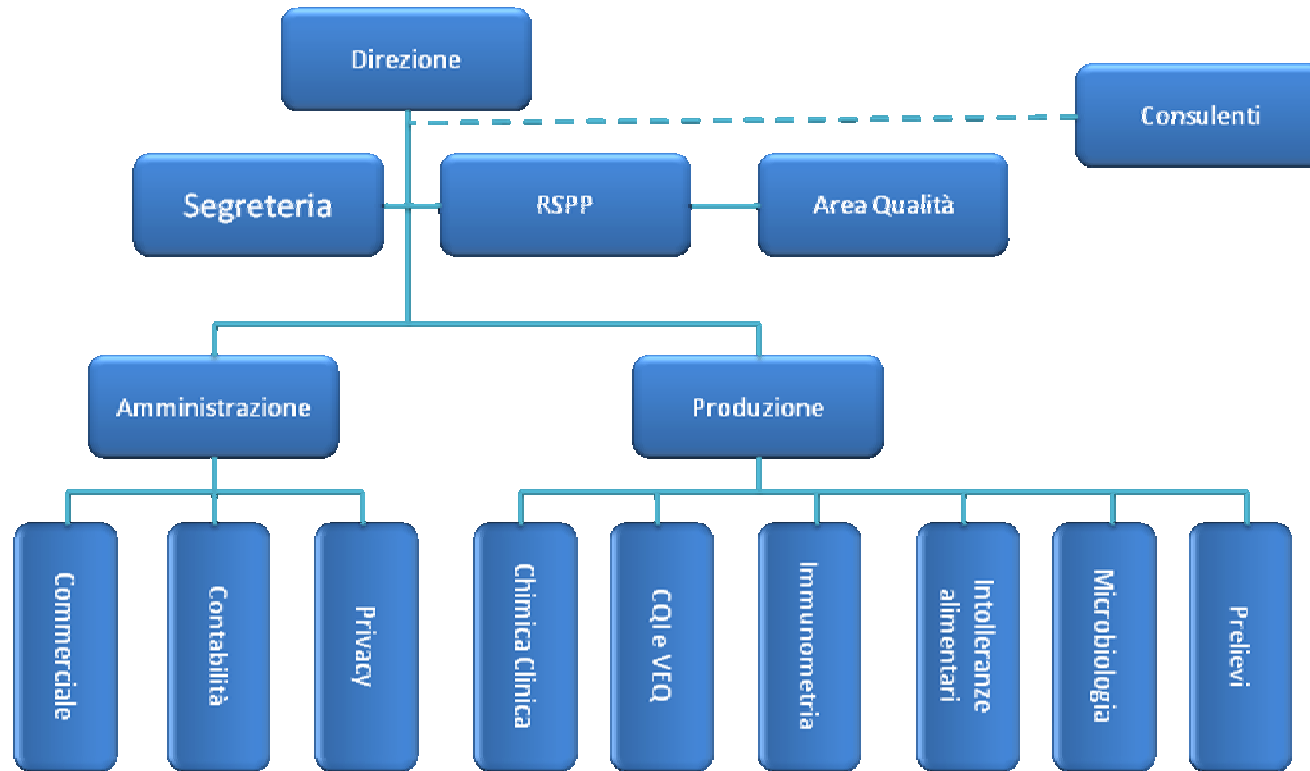 Direzione
Consulenti
Segreteria
RSPP
Area Qualità
Amministrazione
Produzione
Commerciale
Contabilità
Privacy
Chimica Clinica
CQI e VEQ
Immunometria
Intolleranze
alimentari
Microbiologia
Prelievi